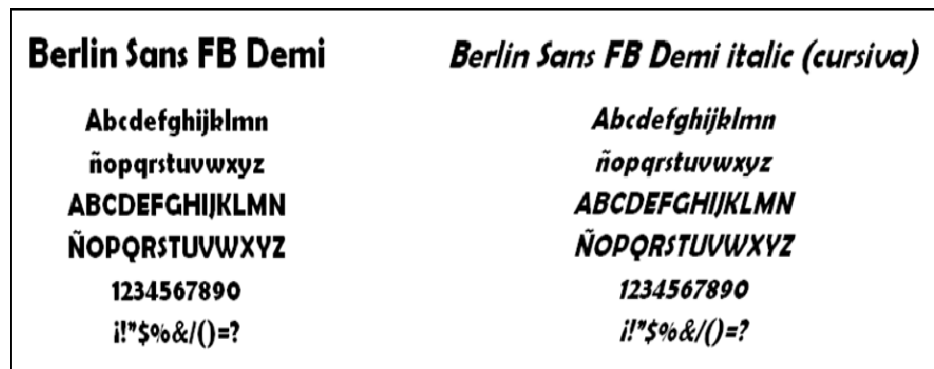 Berlin Sans FB Demi
Abcdefghijklmn
ñopqrstuvwxyz
ABCDEFGHIJKLMN
ÑOPQRSTUVWXYZ
1234567890
¡!"$%&/()=?
Berlin Sans FB Demi italic (cursiva)
Abcdefghijklmn
ñopqrstuvwxyz
ABCDEFGHIJKLMN
ÑOPQRSTUVWXYZ
1234567890
¡!"$%&/()=?